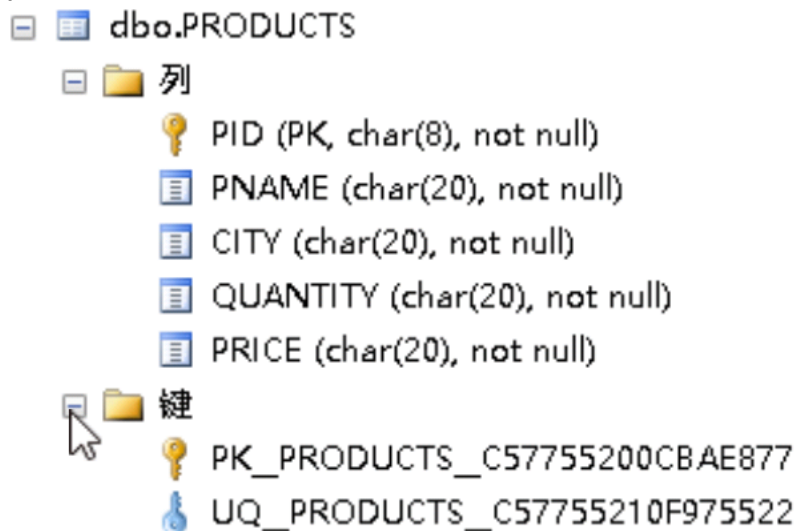 dbo.PRODUCTS
列
PID (PK, char(8), not null)
PNAME (char(20), not null)
CITY (char(20), not null)
QUANTITY (char(20), not null)
PRICE (char(20), not null)
键
PK__PRODUCTS__C57755200CBAE877
UQ__PRODUCTS__C57755210F975522